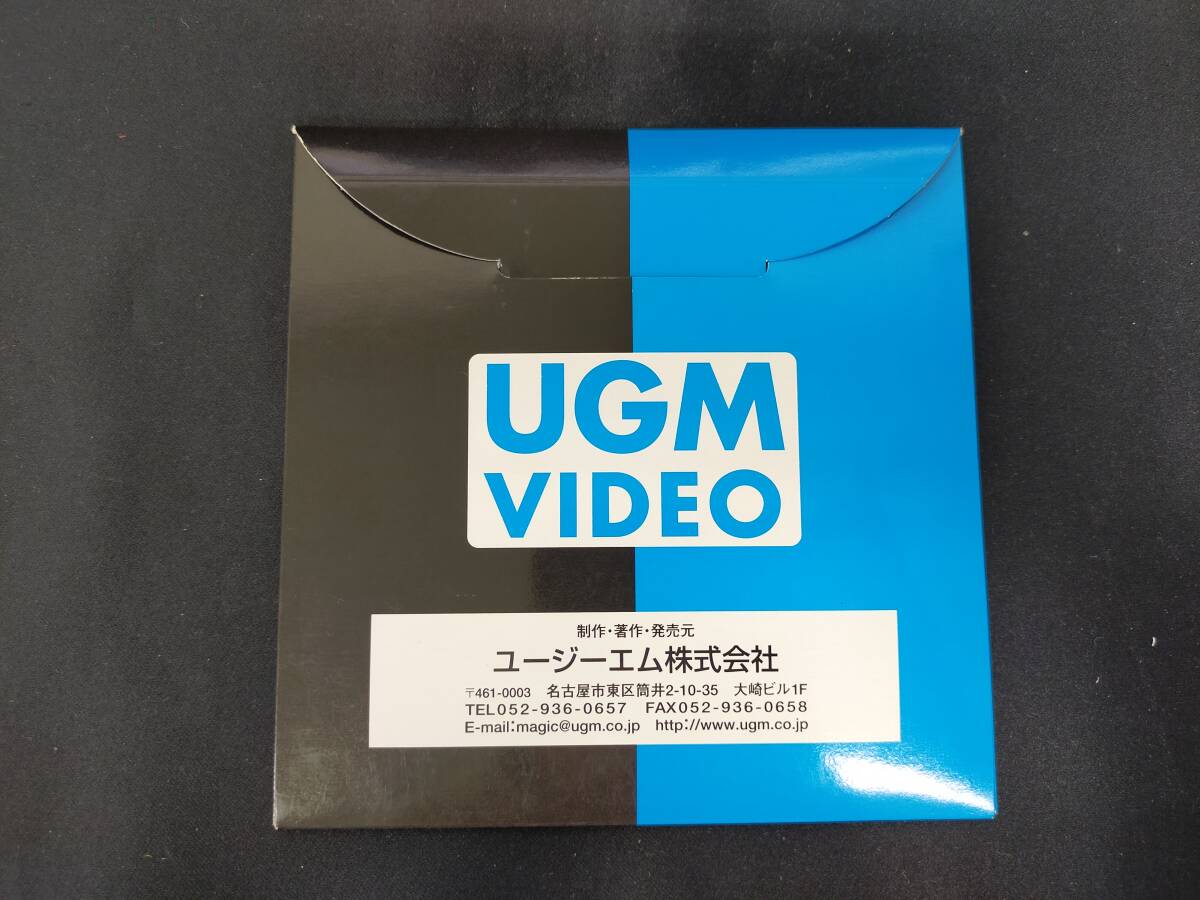 UGM
VIDEO
制作・著作・発売元
ユージーエム株式会社
〒461-0003 名古屋市東区筒井2-10-35 大崎ビル1F
TEL052-936-0657 FAX052-936-0658
E-mail:magic@ugm.co.jp http://www.ugm.co.jp